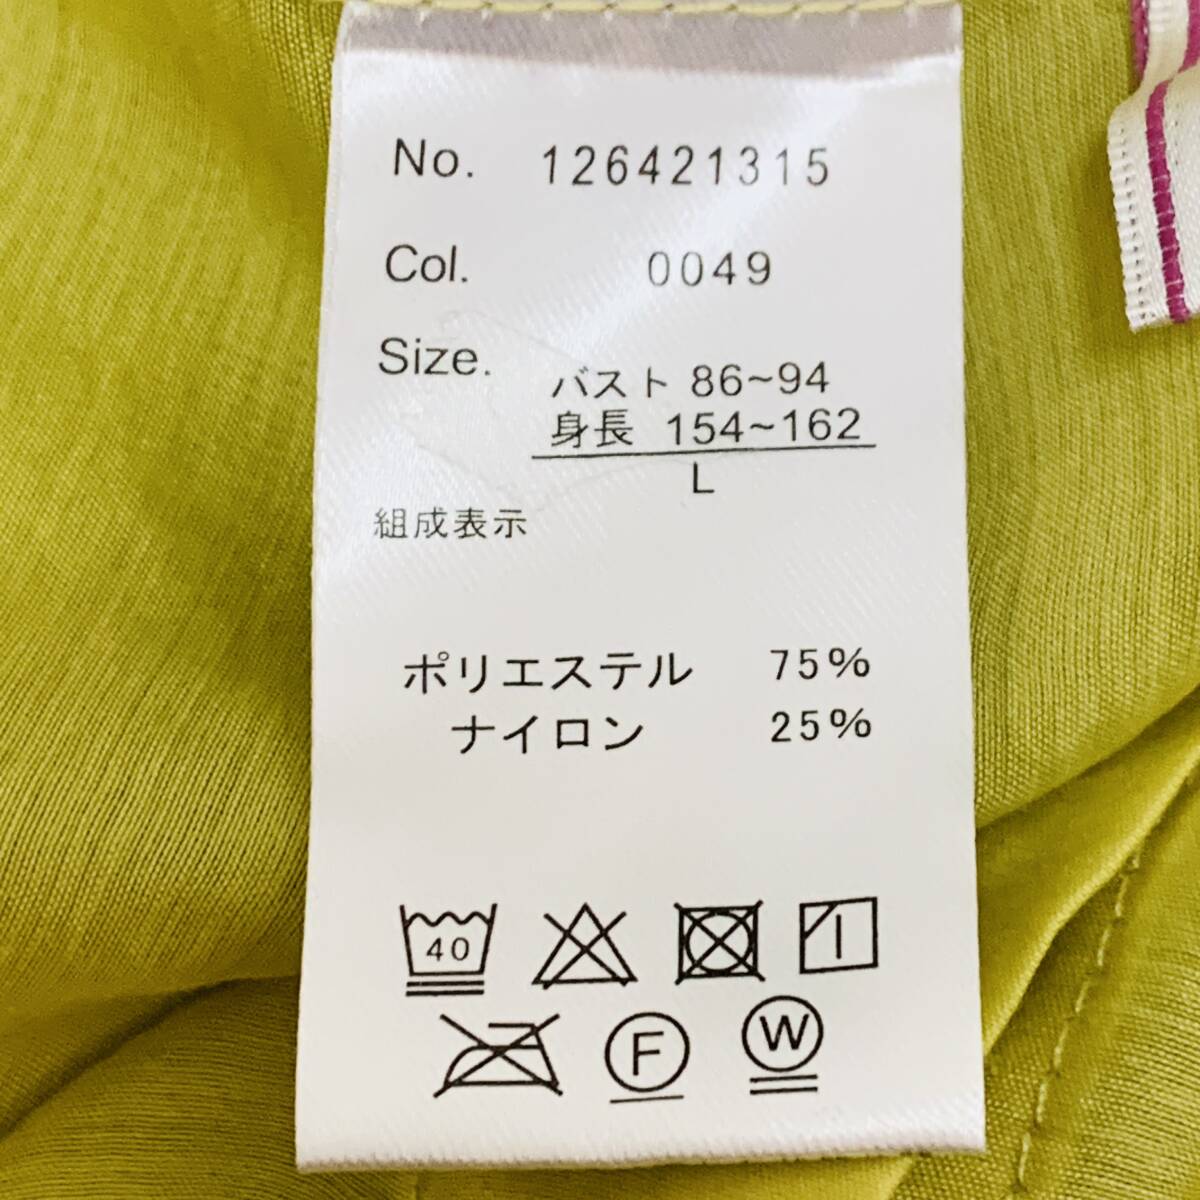 No. 126421315
Col. 0049
Size.
バスト 86~94
身長 154~162
L
組成表示
ポリエステル 75%
ナイロン 25%
40
F
W